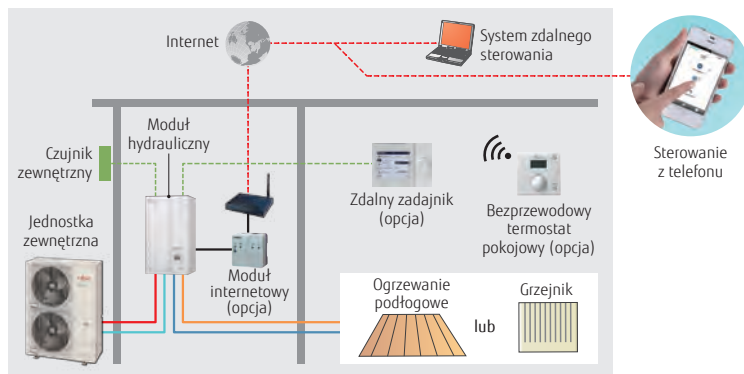 Internet
System zdalnego
sterowania
Moduł
hydrauliczny
Czujnik
zewnętrzny
Sterowanie
z telefonu
Zdalny zadajnik
(opcja)
Bezprzewodowy
termostat
pokojowy (opcja)
Jednostka
zewnętrzna
Moduł
internetowy
(opcja)
Ogrzewanie
podłogowe
lub
Grzejnik